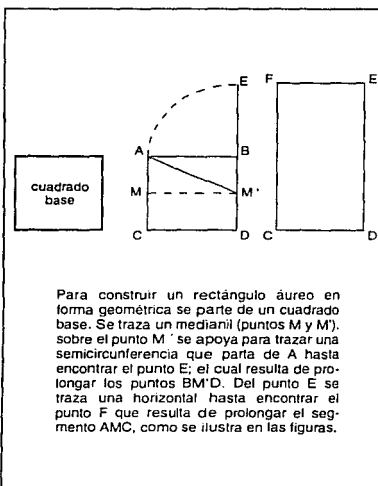 E F E
A B
cuadrado
base
M M'
C D C D
Para construir un rectángulo áureo en
forma geométrica se parte de un cuadrado
base. Se traza un medianil (puntos M y M').
sobre el punto M ' se apoya para trazar una
semicircunferencia que parta de A hasta
encontrar el punto E; el cual resulta de pro-
longar los puntos BM'D. Del punto E se
traza una horizontal hasta encontrar el
punto F que resulta de prolongar el seg-
mento AMC, como se ilustra en las figuras.